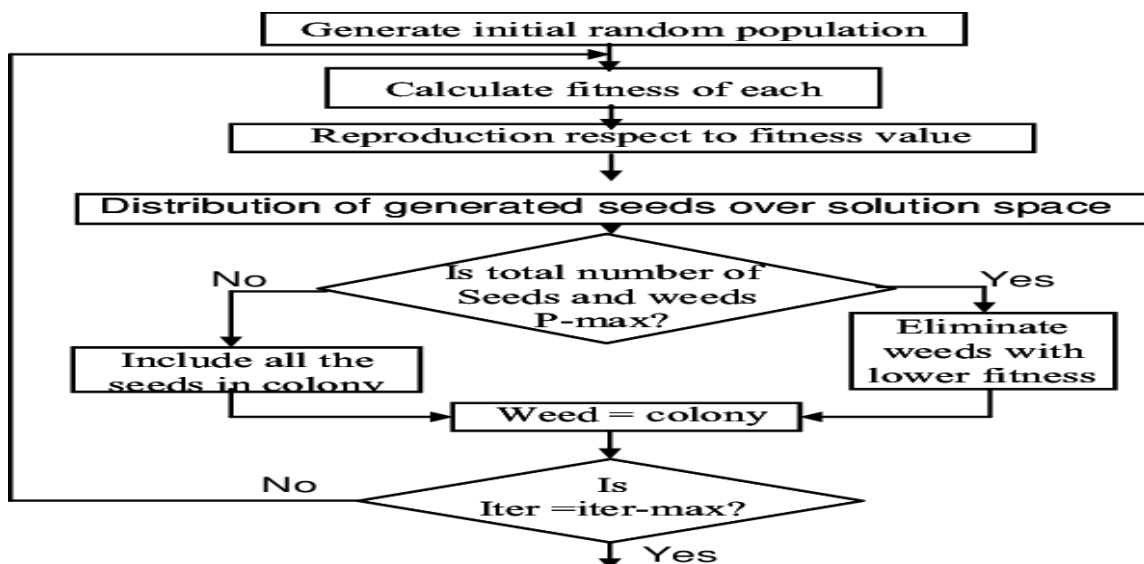 Generate initial random population
Calculate fitness of each
Reproduction respect to fitness value
Distribution of generated seeds over solution space
No
Is total number of
Seeds and weeds
P-max?
Yes
Include all the
seeds in colony
Eliminate
weeds with
lower fitness
Weed = colony
No
Is
Iter =iter-max?
Yes